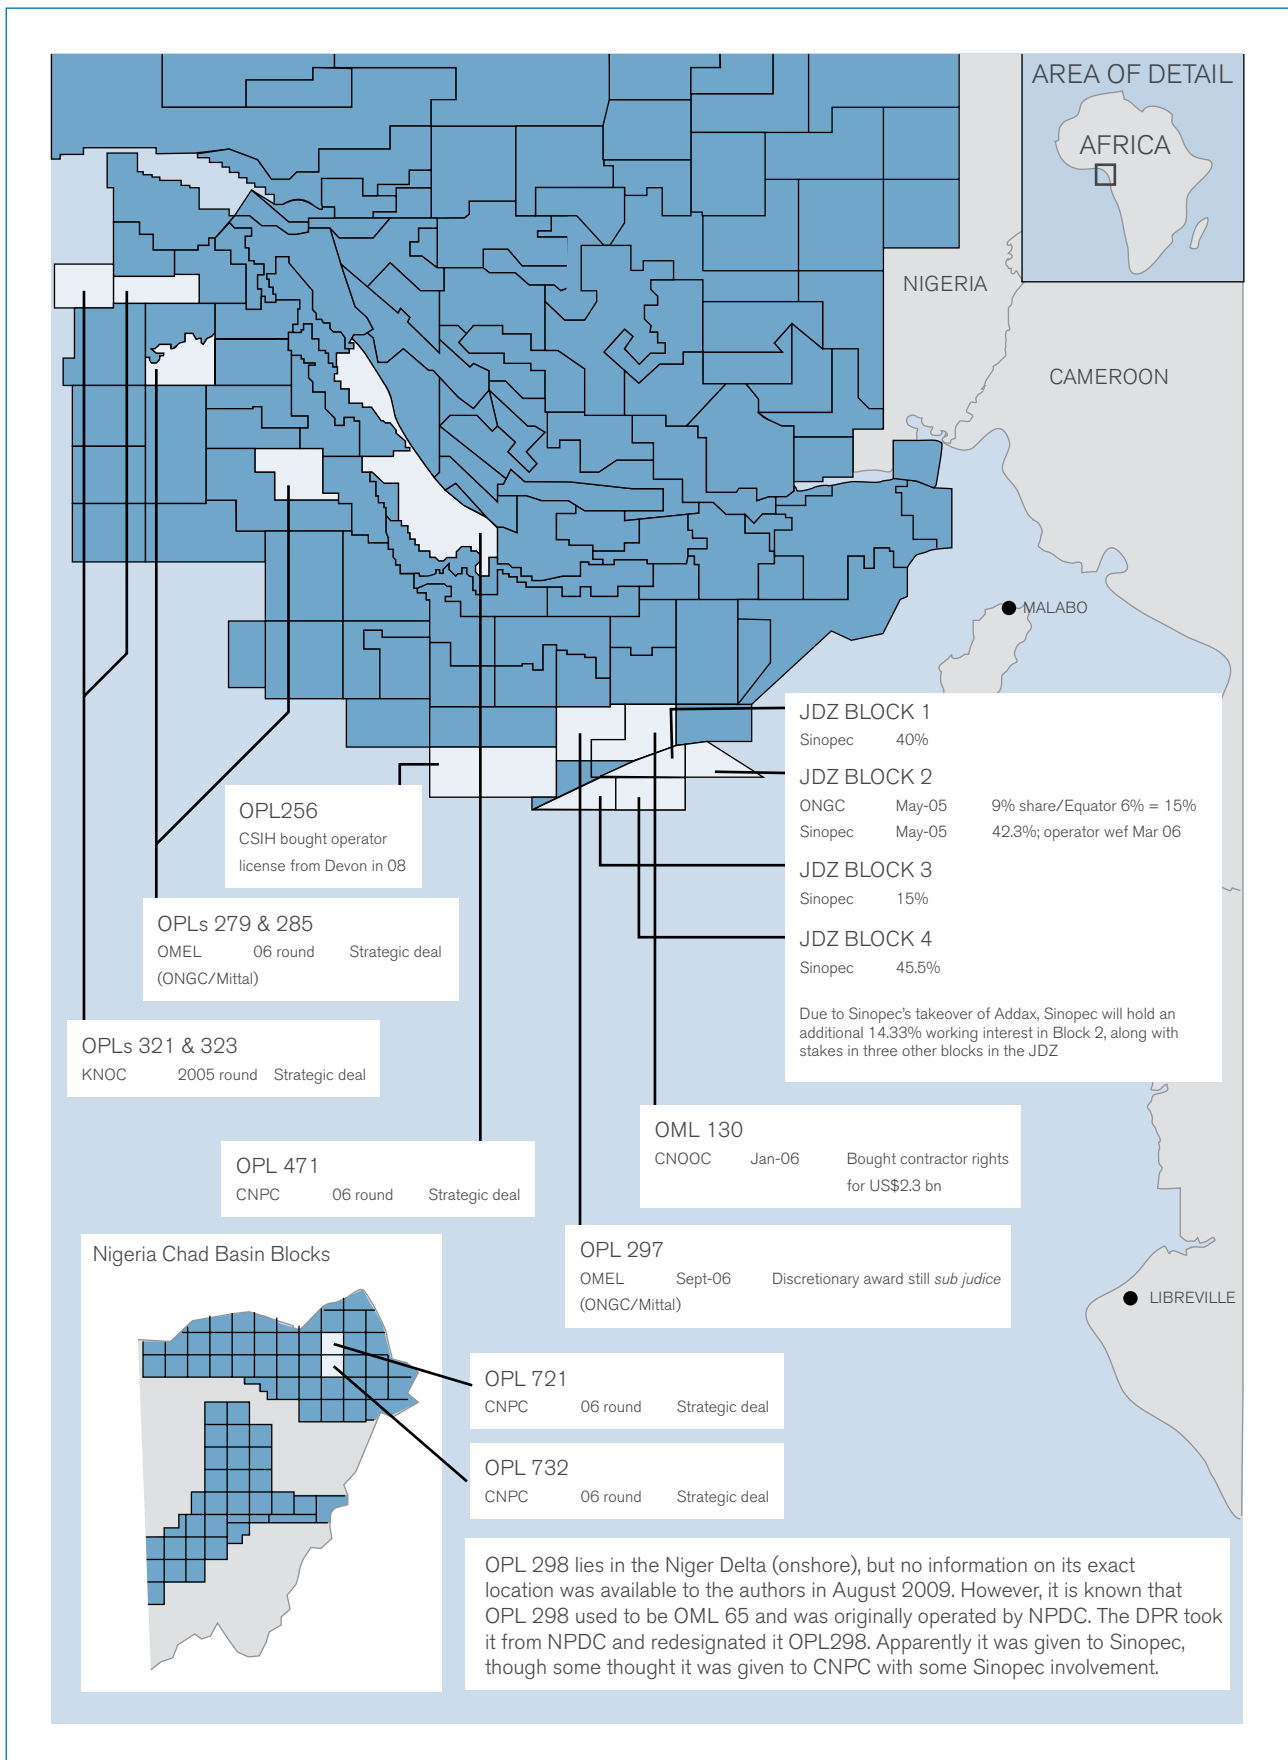 AREA OF DETAIL
AFRICA
NIGERIA
CAMEROON
MALABO
JDZ BLOCK 1
Sinopec 40%
JDZ BLOCK 2
ONGC May-05 9% share/Equator 6% = 15%
Sinopec May-05 42.3%; operator wef Mar 06
JDZ BLOCK 3
Sinopec 15%
JDZ BLOCK 4
Sinopec 45.5%
Due to Sinopec's takeover of Addax, Sinopec will hold an
additional 14.33% working interest in Block 2, along with
stakes in three other blocks in the JDZ
OPL256
CSIH bought operator
license from Devon in 08
OPLs 279 & 285
OMEL 06 round Strategic deal
(ONGC/Mittal)
OPLs 321 & 323
KNOC 2005 round Strategic deal
OML 130
CNOOC Jan-06 Bought contractor rights
for US$2.3 bn
OPL 471
CNPC 06 round Strategic deal
OPL 297
OMEL Sept-06 Discretionary award still sub judice
(ONGC/Mittal)
LIBREVILLE
Nigeria Chad Basin Blocks
OPL 721
CNPC 06 round Strategic deal
OPL 732
CNPC 06 round Strategic deal
OPL 298 lies in the Niger Delta (onshore), but no information on its exact
location was available to the authors in August 2009. However, it is known that
OPL 298 used to be OML 65 and was originally operated by NPDC. The DPR took
it from NPDC and redesignated it OPL298. Apparently it was given to Sinopec,
though some thought it was given to CNPC with some Sinopec involvement.